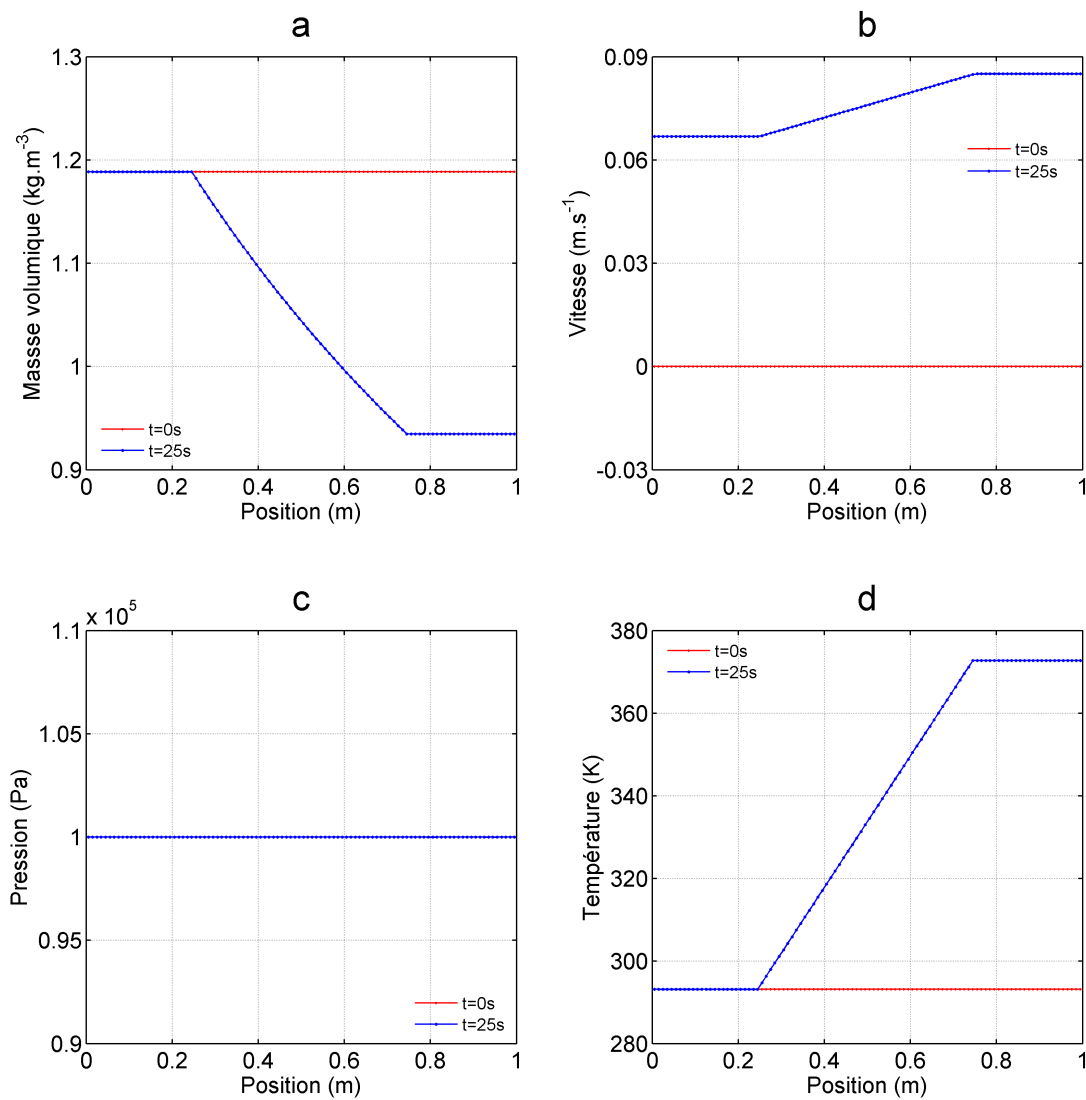 a
1.3
1.2
1.1
1
0.9
Masssse volumique (kg.m-3)
t=0s
t=25s
0 0.2 0.4 0.6 0.8 1
Position (m)
b
0.09
0.06
0.03
0
-0.03
Vitesse (m.s-1)
t=0s
t=25s
0 0.2 0.4 0.6 0.8 1
Position (m)
c
x 10^5
1.1
1.05
1
0.95
0.9
Pression (Pa)
t=0s
t=25s
0 0.2 0.4 0.6 0.8 1
Position (m)
d
380
360
340
320
300
280
Température (K)
t=0s
t=25s
0 0.2 0.4 0.6 0.8 1
Position (m)